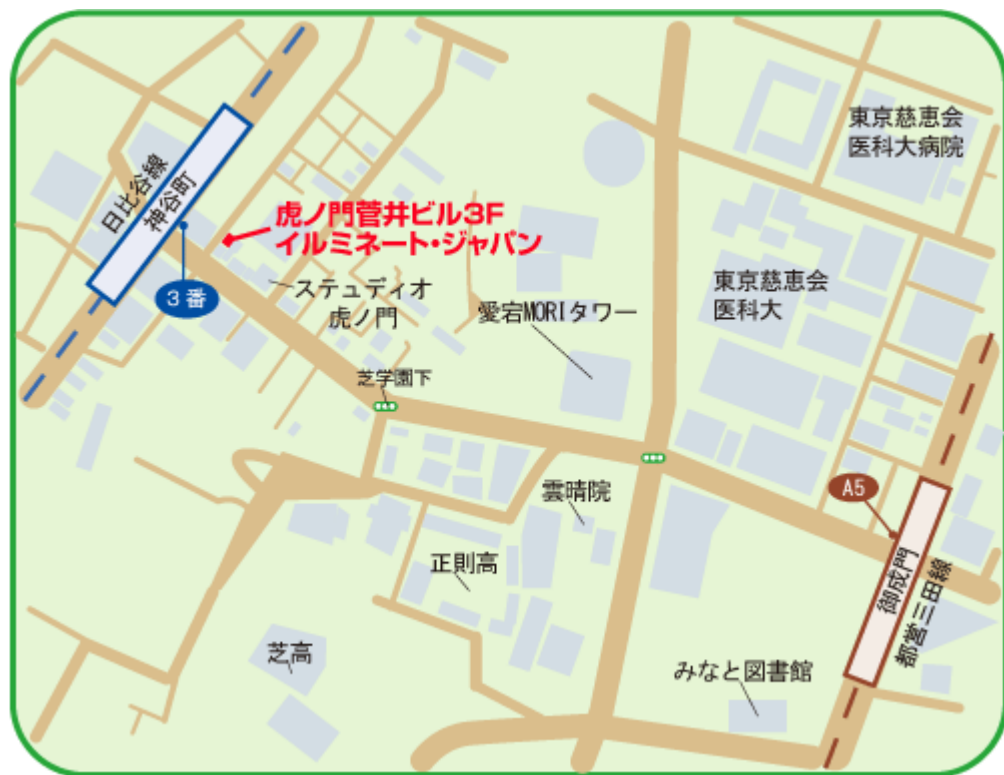 東京慈恵会
医科大病院
日比谷線
神谷町
虎ノ門菅井ビル3F
イルミネート・ジャパン
3番
ステュディオ
虎ノ門
愛宕MORIタワー
東京慈恵会
医科大
芝学園下
雲晴院
A5
正則高
御成門
都営三田線
芝高
みなと図書館